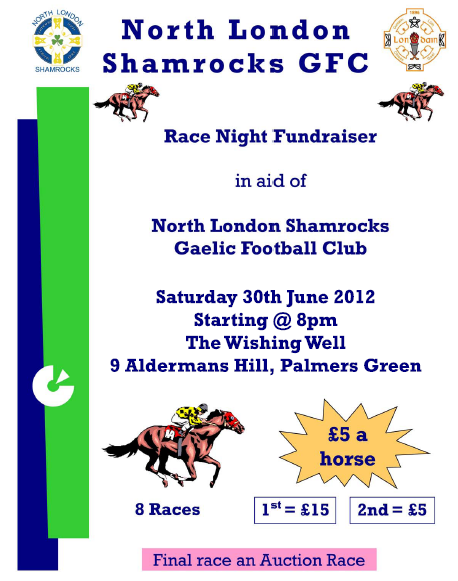 NORTH LONDON
SHAMROCKS
North London
Shamrocks GFC
1896
Londain
Race Night Fundraiser
in aid of
North London Shamrocks
Gaelic Football Club
Saturday 30th June 2012
Starting @ 8pm
The Wishing Well
9 Aldermans Hill, Palmers Green
£5 a
horse
8 Races
1st = £15
2nd = £5
Final race an Auction Race